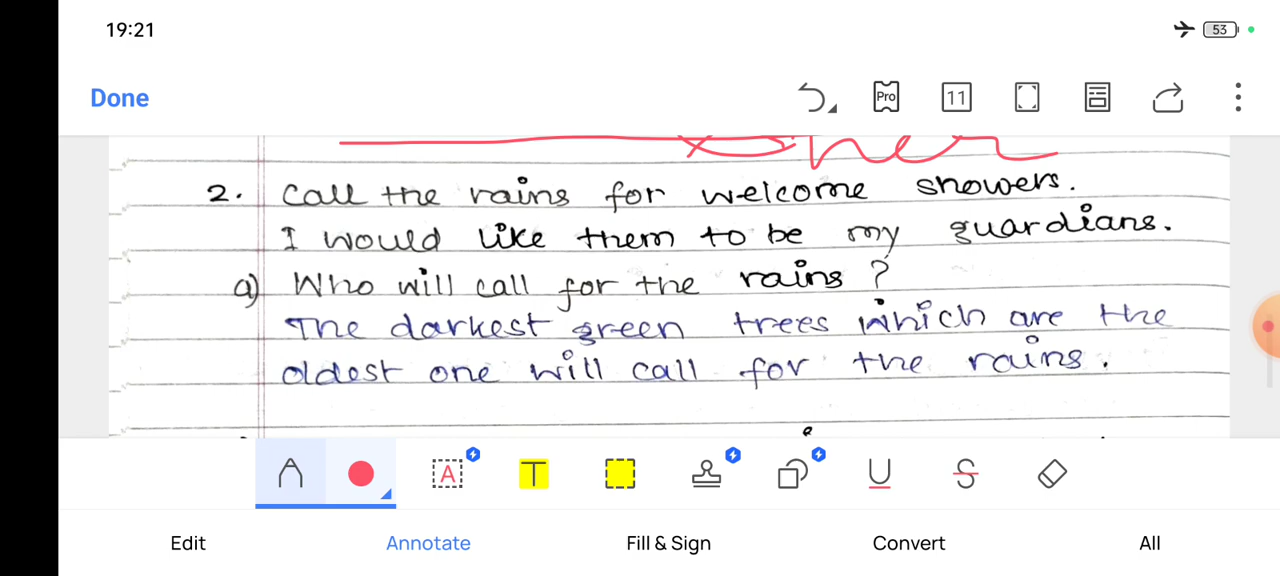 19:21
53
Done
Pro
11
other
2. Call the rains for welcome showers.
I would like them to be my guardians.
a) Who will call for the rains?
The darkest green trees which are the
oldest one will call for the rains.
A
T
U
S
Edit
Annotate
Fill & Sign
Convert
All